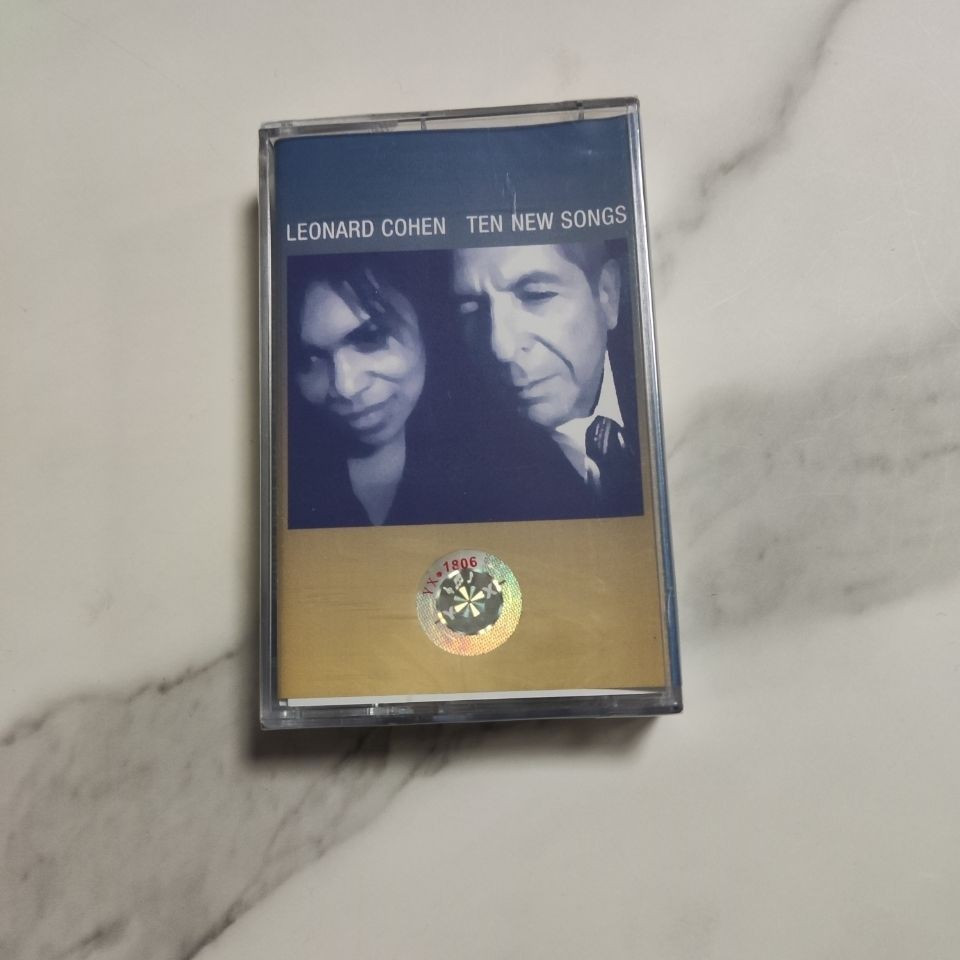 LEONARD COHEN TEN NEW SONGS
YX•1806